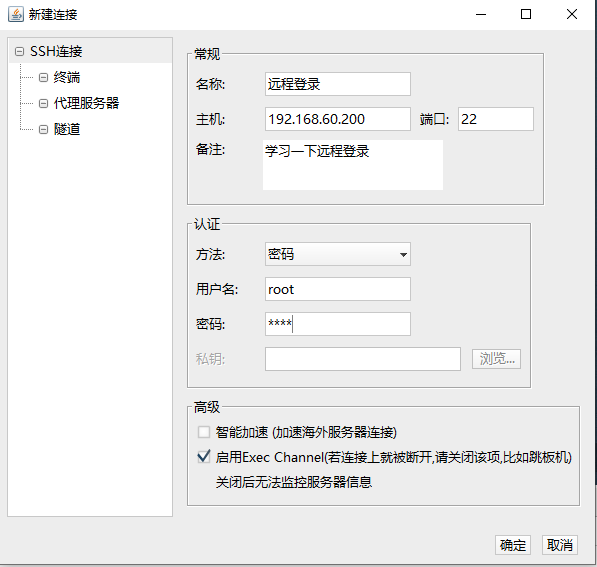 新建连接
SSH连接
终端
代理服务器
隧道
常规
名称: 远程登录
主机: 192.168.60.200 端口: 22
备注: 学习一下远程登录
认证
方法: 密码
用户名: root
密码: ****
私钥: 浏览...
高级
智能加速 (加速海外服务器连接)
启用Exec Channel(若连接上就被断开,请关闭该项,比如跳板机)
关闭后无法监控服务器信息
确定 取消